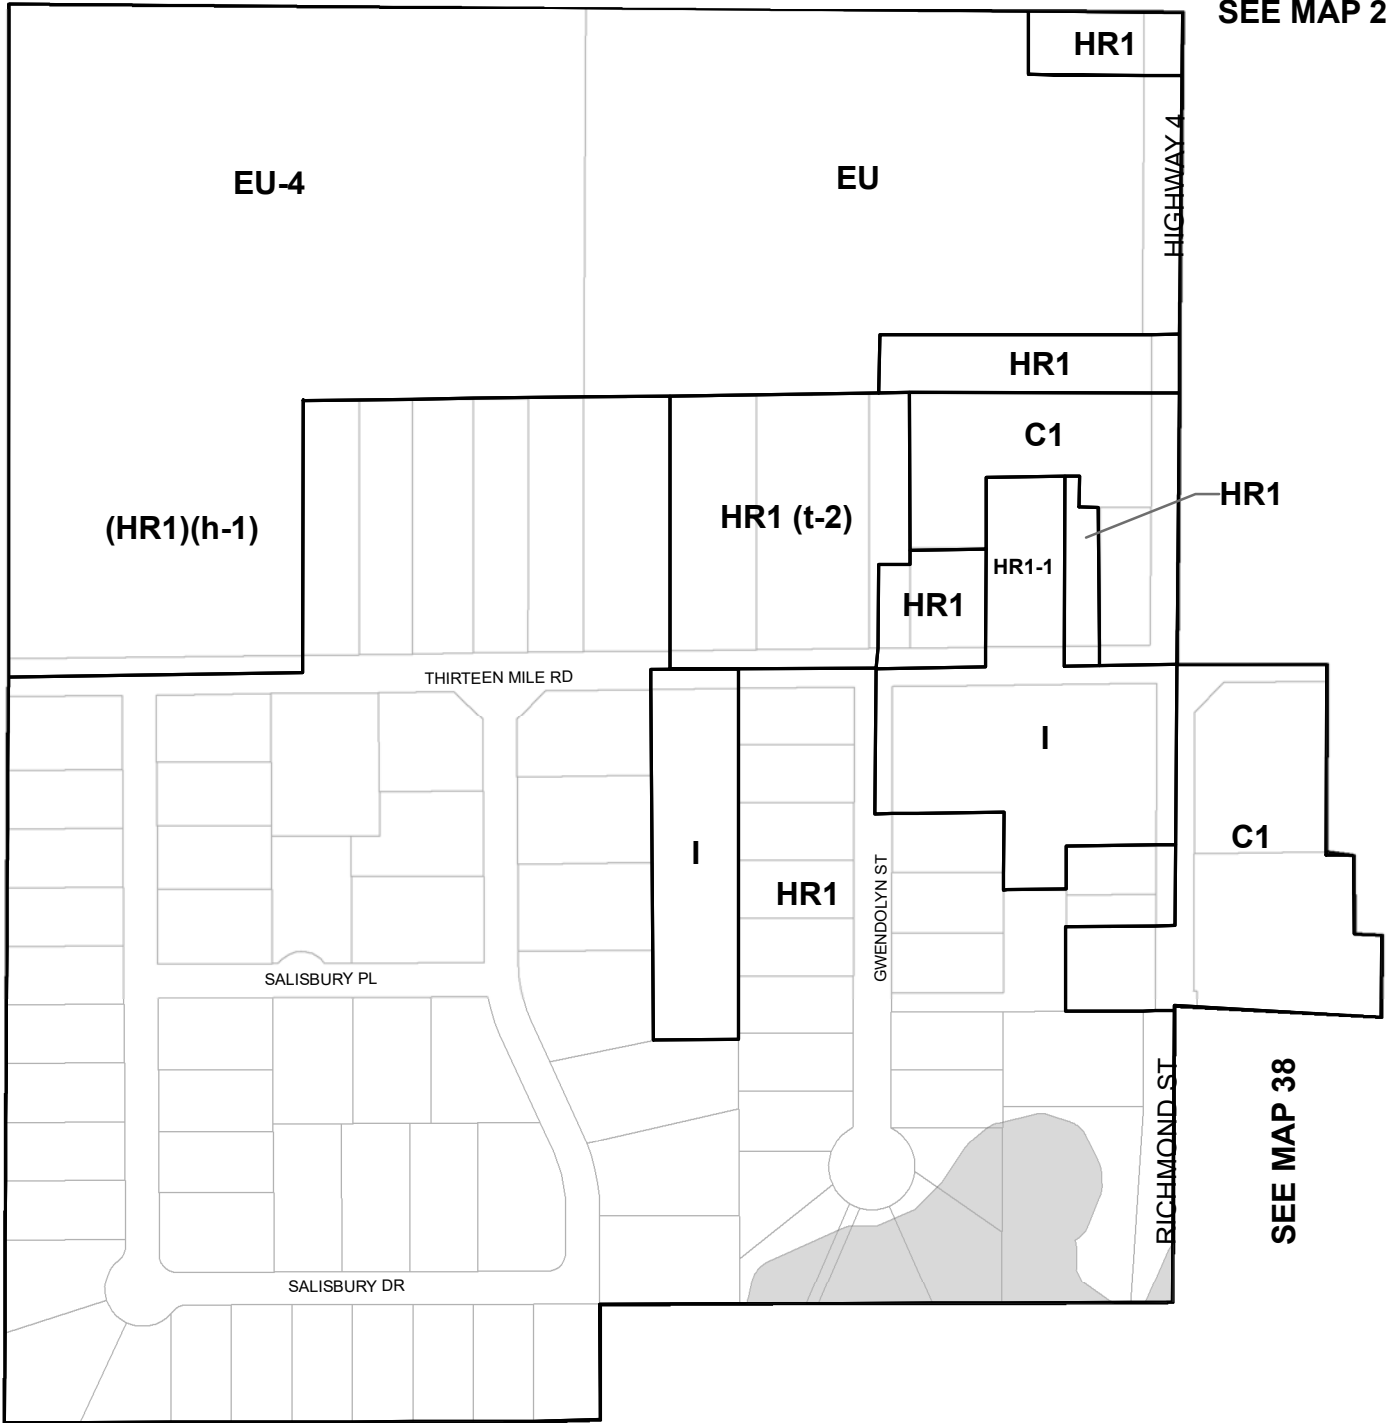 SEE MAP 2
HR1
HIGHWAY 4
EU-4
EU
HR1
C1
HR1
(HR1)(h-1)
HR1 (t-2)
HR1-1
HR1
THIRTEEN MILE RD
I
C1
I
HR1
GWENDOLYN ST
SALISBURY PL
RICHMOND ST
SEE MAP 38
SALISBURY DR